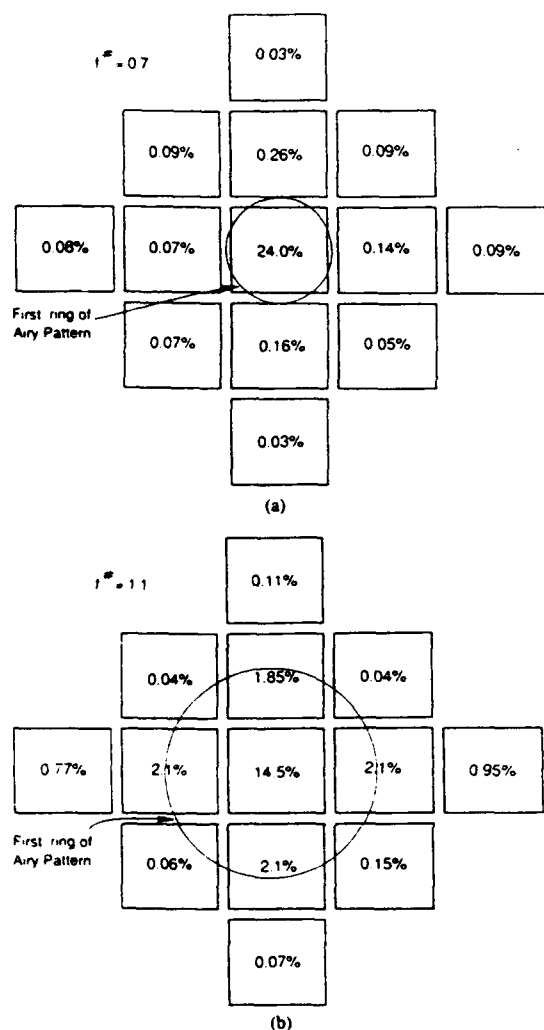 f# = 0.7
0.03%
0.09% 0.26% 0.09%
0.08% 0.07% 24.0% 0.14% 0.09%
First ring of
Airy Pattern
0.07% 0.16% 0.05%
0.03%
(a)
f# = 1.1
0.11%
0.04% 1.85% 0.04%
0.77% 2.1% 14.5% 2.1% 0.95%
First ring of
Airy Pattern
0.06% 2.1% 0.15%
0.07%
(b)